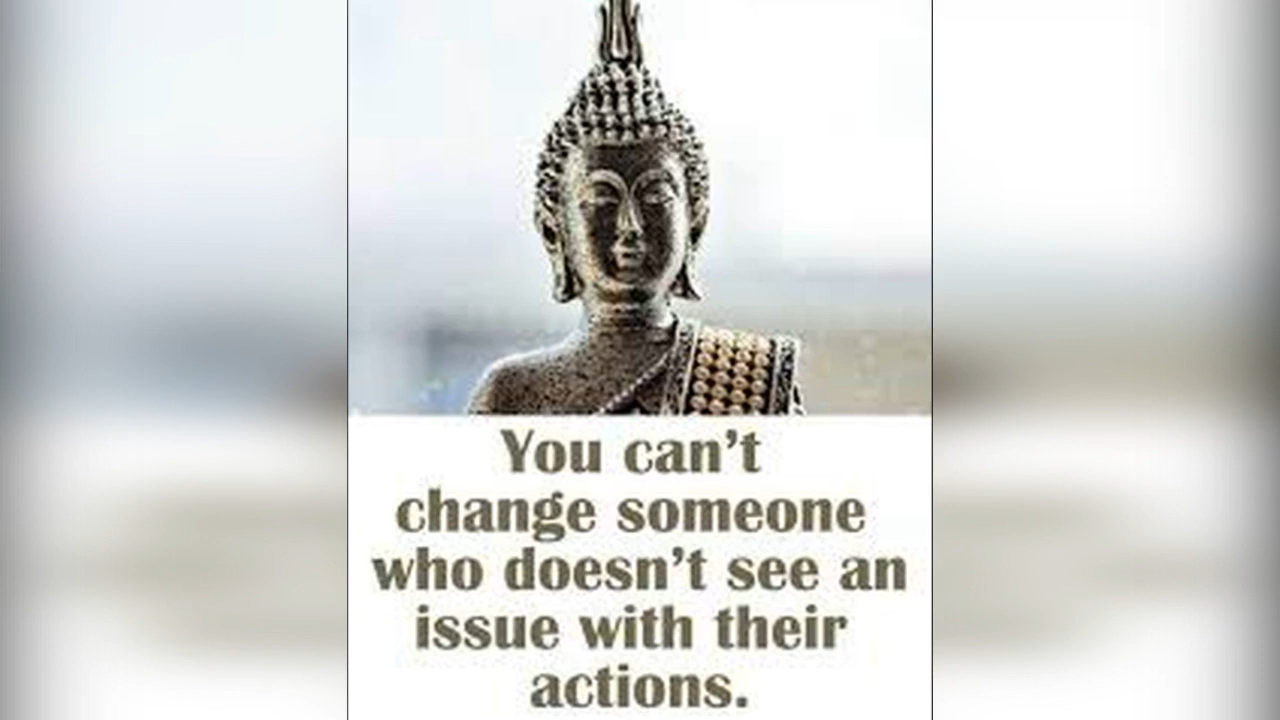 You can’t
change someone
who doesn’t see an
issue with their
actions.